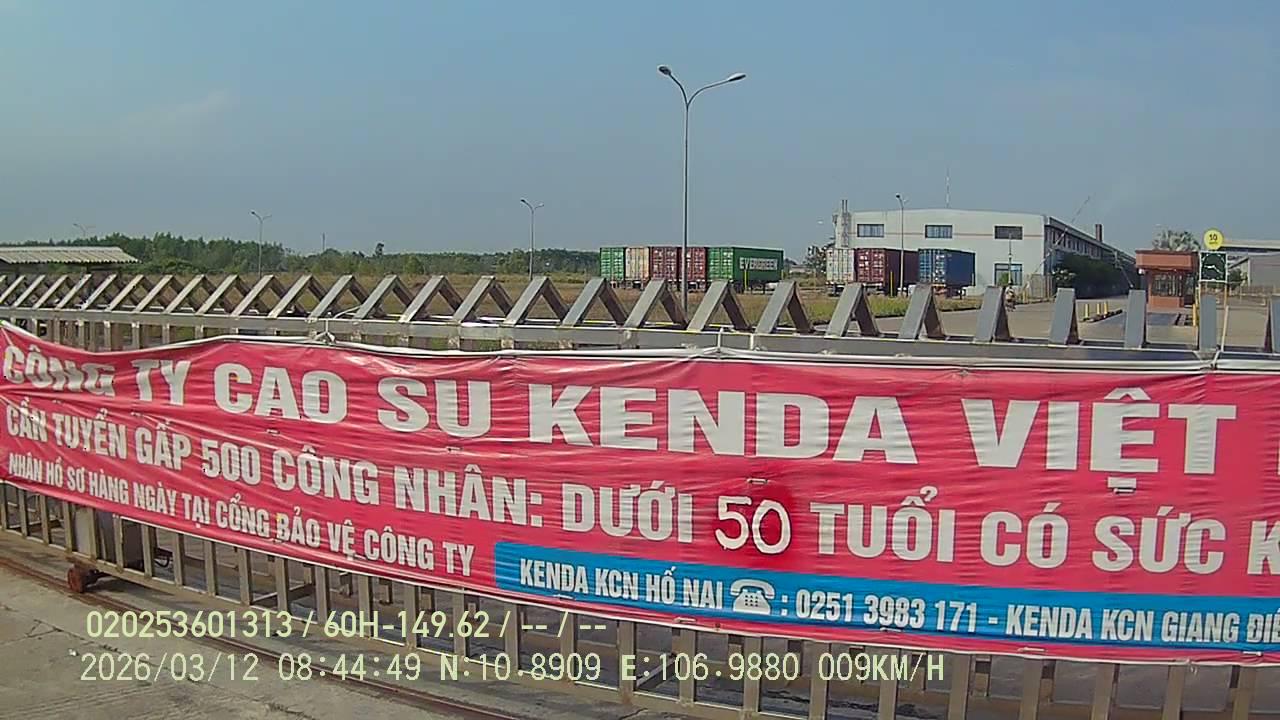 EVERGREEN
10
CÔNG TY CAO SU KENDA VIỆT
CẦN TUYỂN GẤP 500 CÔNG NHÂN: DƯỚI 50 TUỔI CÓ SỨC K
NHẬN HỒ SƠ HÀNG NGÀY TẠI CỔNG BẢO VỆ CÔNG TY
KENDA KCN HỐ NAI ☎: 0251 3983 171 - KENDA KCN GIANG ĐIỀ
020253601313 / 60H-149.62 / -- / --
2026/03/12 08:44:49 N:10.8909 E:106.9880 009KM/H